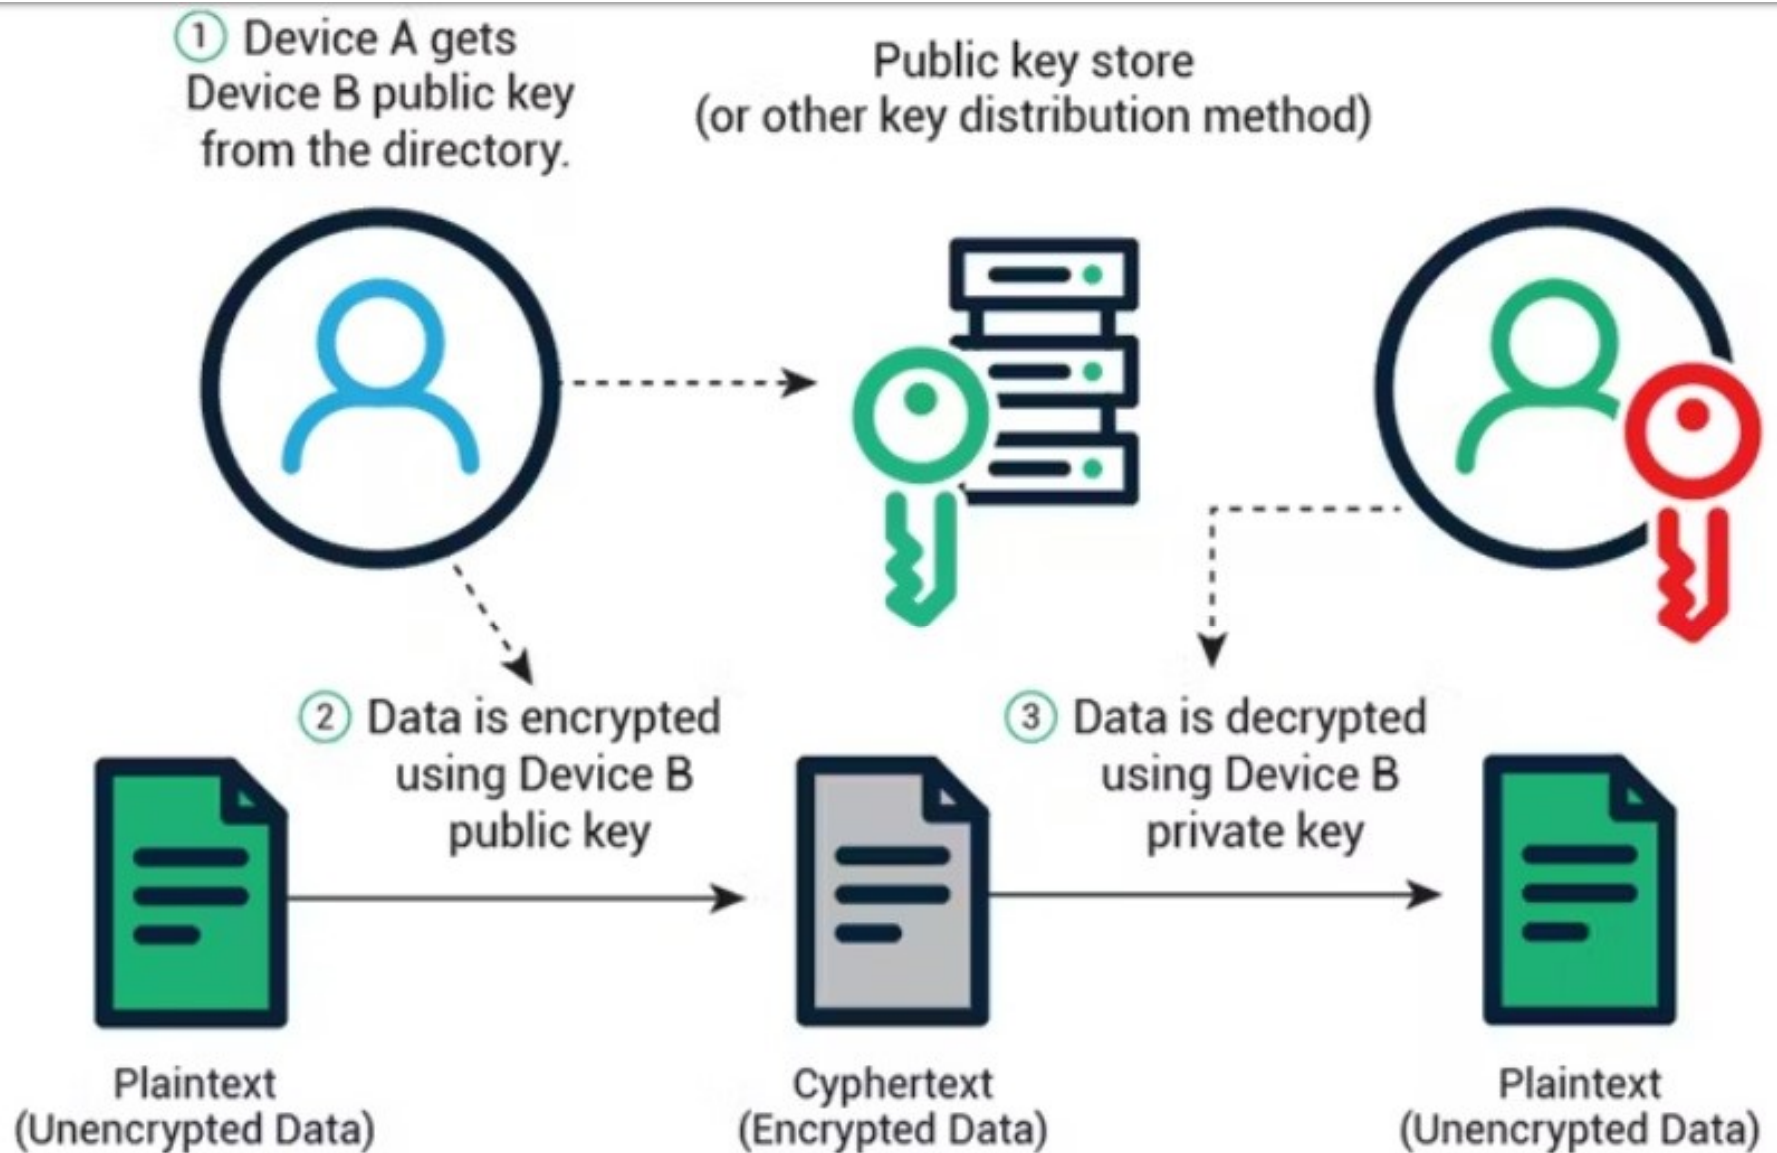 1 Device A gets
Device B public key
from the directory.
Public key store
(or other key distribution method)
2 Data is encrypted
using Device B
public key
3 Data is decrypted
using Device B
private key
Plaintext
(Unencrypted Data)
Cyphertext
(Encrypted Data)
Plaintext
(Unencrypted Data)